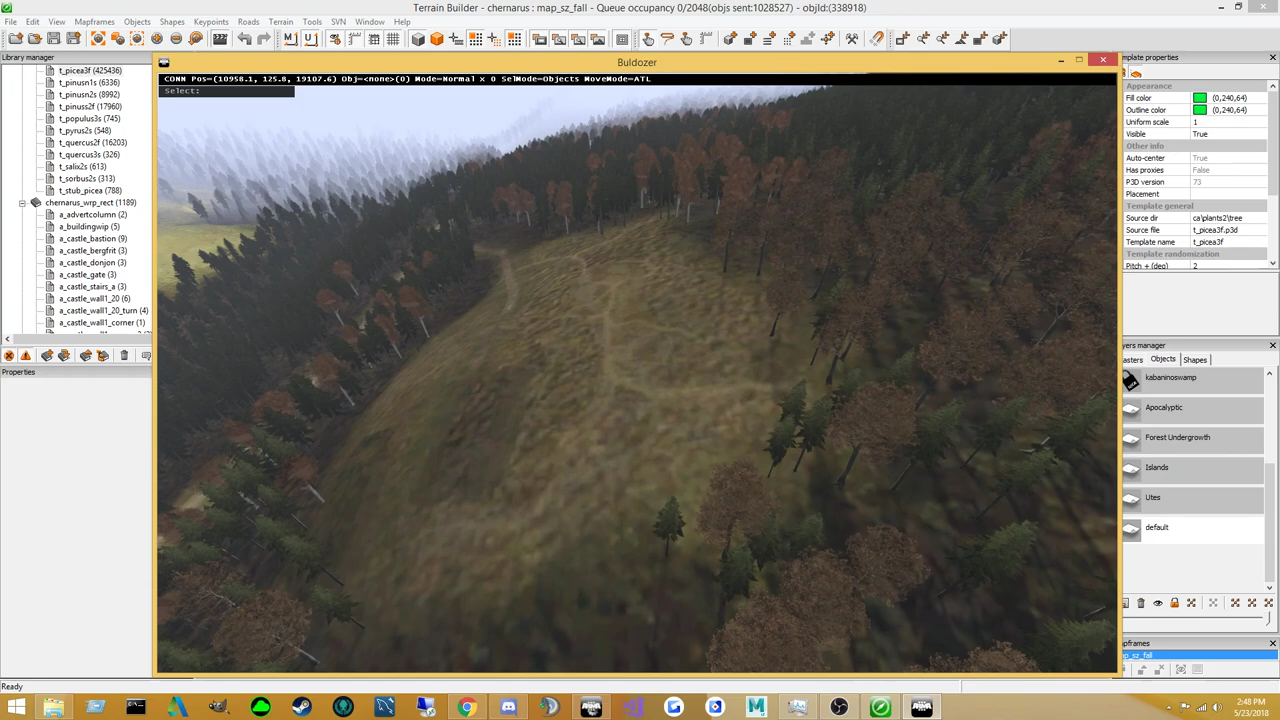 Terrain Builder - chernarus : map_sz_fall - Queue occupancy 0/2048(objs sent:1028527) - objId:(338918)
File Edit View Mapframes Objects Shapes Keypoints Roads Terrain Tools SVN Windows Help
Library manager
t_picea3f (425436)
t_pinusn1s (6336)
t_pinusn2s (8992)
t_pinuss2f (17960)
t_populus3s (745)
t_pyrus2s (548)
t_quercus2f (16203)
t_quercus3s (326)
t_salix2s (613)
t_sorbus2s (313)
t_stub_picea (788)
chernarus_wrp_rect (1189)
a_advertcolumn (2)
a_buildingwip (5)
a_castle_bastion (9)
a_castle_bergfrit (3)
a_castle_donjon (3)
a_castle_gate (3)
a_castle_stairs_a (3)
a_castle_wall1_20 (6)
a_castle_wall1_20_turn (4)
a_castle_wall1_corner (1)
Properties
Buldozer
CONN Pos=(10958.1, 125.8, 19107.6) Obj=<none>(0) Mode=Normal x 0 SelMode=Objects MoveMode=ATL
Select:
mplate properties
Appearance
Fill color (0,240,64)
Outline color (0,240,64)
Uniform scale 1
Visible True
Other info
Auto-center True
Has proxies False
P3D version 73
Placement
Template general
Source dir ca\plants2\tree
Source file t_picea3f.p3d
Template name t_picea3f
Template randomization
Pitch + (deg) 2
yers manager
asters Objects Shapes
kabaninoswamp
Apocalyptic
Forest Undergrowth
Islands
Utes
default
apframes
ap_sz_fall
Ready
2:48 PM
5/23/2018